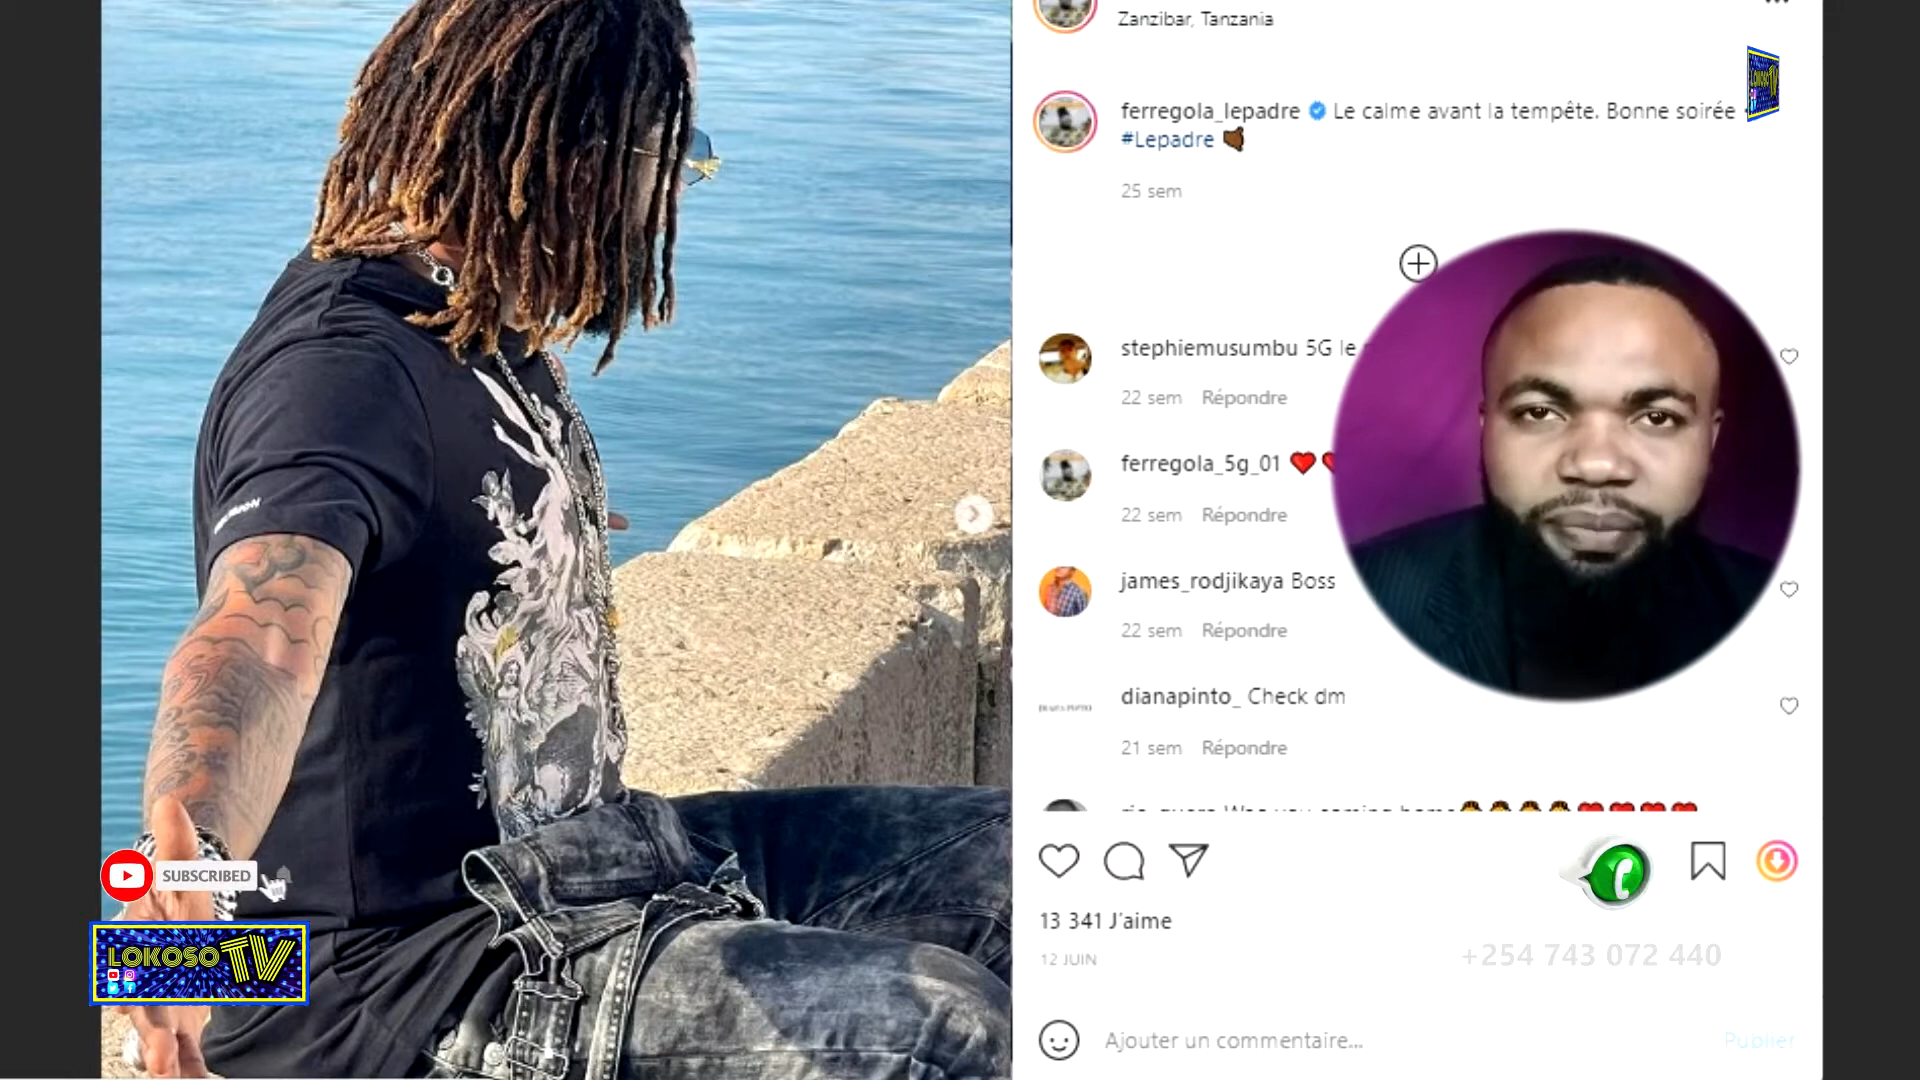 Zanzibar, Tanzania
ferregola_lepadre Le calme avant la tempête. Bonne soirée
#Lepadre
25 sem
stephiemusumbu 5G le
22 sem Répondre
ferregola_5g_01
22 sem Répondre
james_rodjikaya Boss
22 sem Répondre
dianapinto_ Check dm
21 sem Répondre
13 341 J'aime
12 JUIN
+254 743 072 440
Ajouter un commentaire...
Publier
SUBSCRIBED
LOKOSO TV